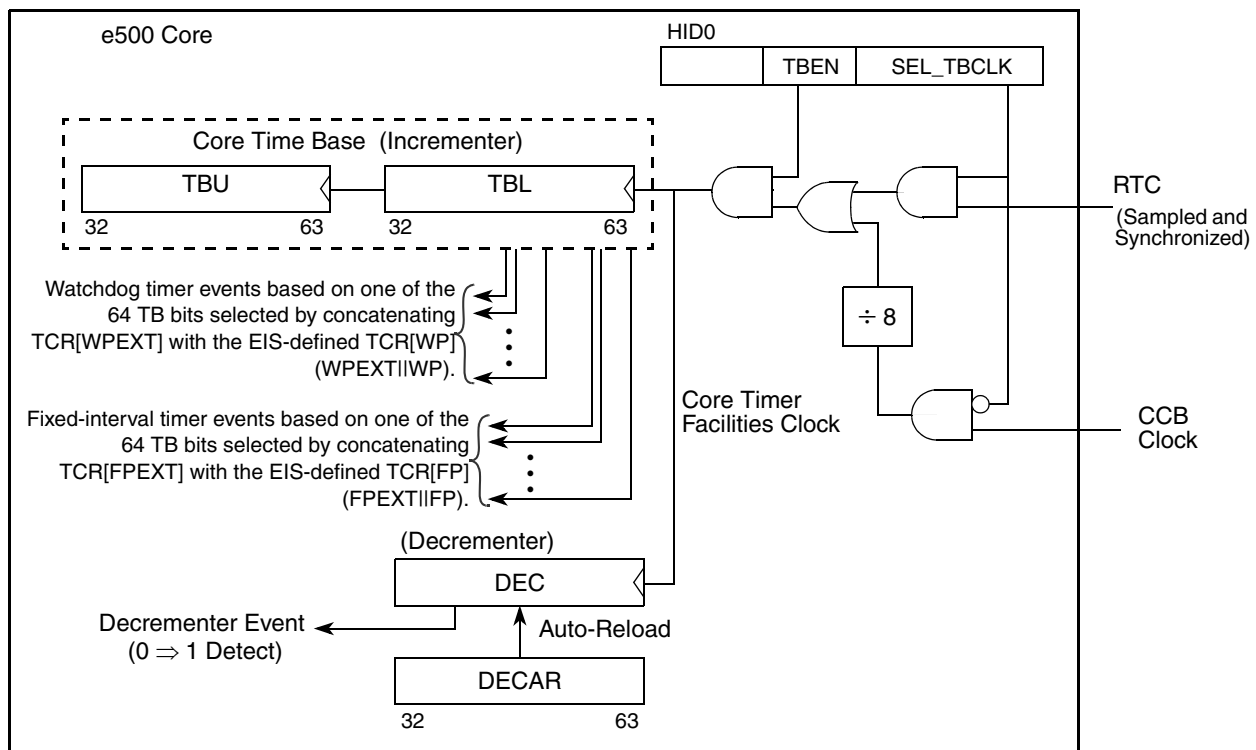 e500 Core
HID0
TBEN SEL_TBCLK
Core Time Base (Incrementer)
TBU TBL
32 63 32 63
RTC
(Sampled and
Synchronized)
Watchdog timer events based on one of the
64 TB bits selected by concatenating
TCR[WPEXT] with the EIS-defined TCR[WP]
(WPEXT||WP).
÷ 8
Core Timer
Facilities Clock
CCB
Clock
Fixed-interval timer events based on one of the
64 TB bits selected by concatenating
TCR[FPEXT] with the EIS-defined TCR[FP]
(FPEXT||FP).
(Decrementer)
DEC
Decrementer Event
(0 ⇒ 1 Detect)
Auto-Reload
DECAR
32 63